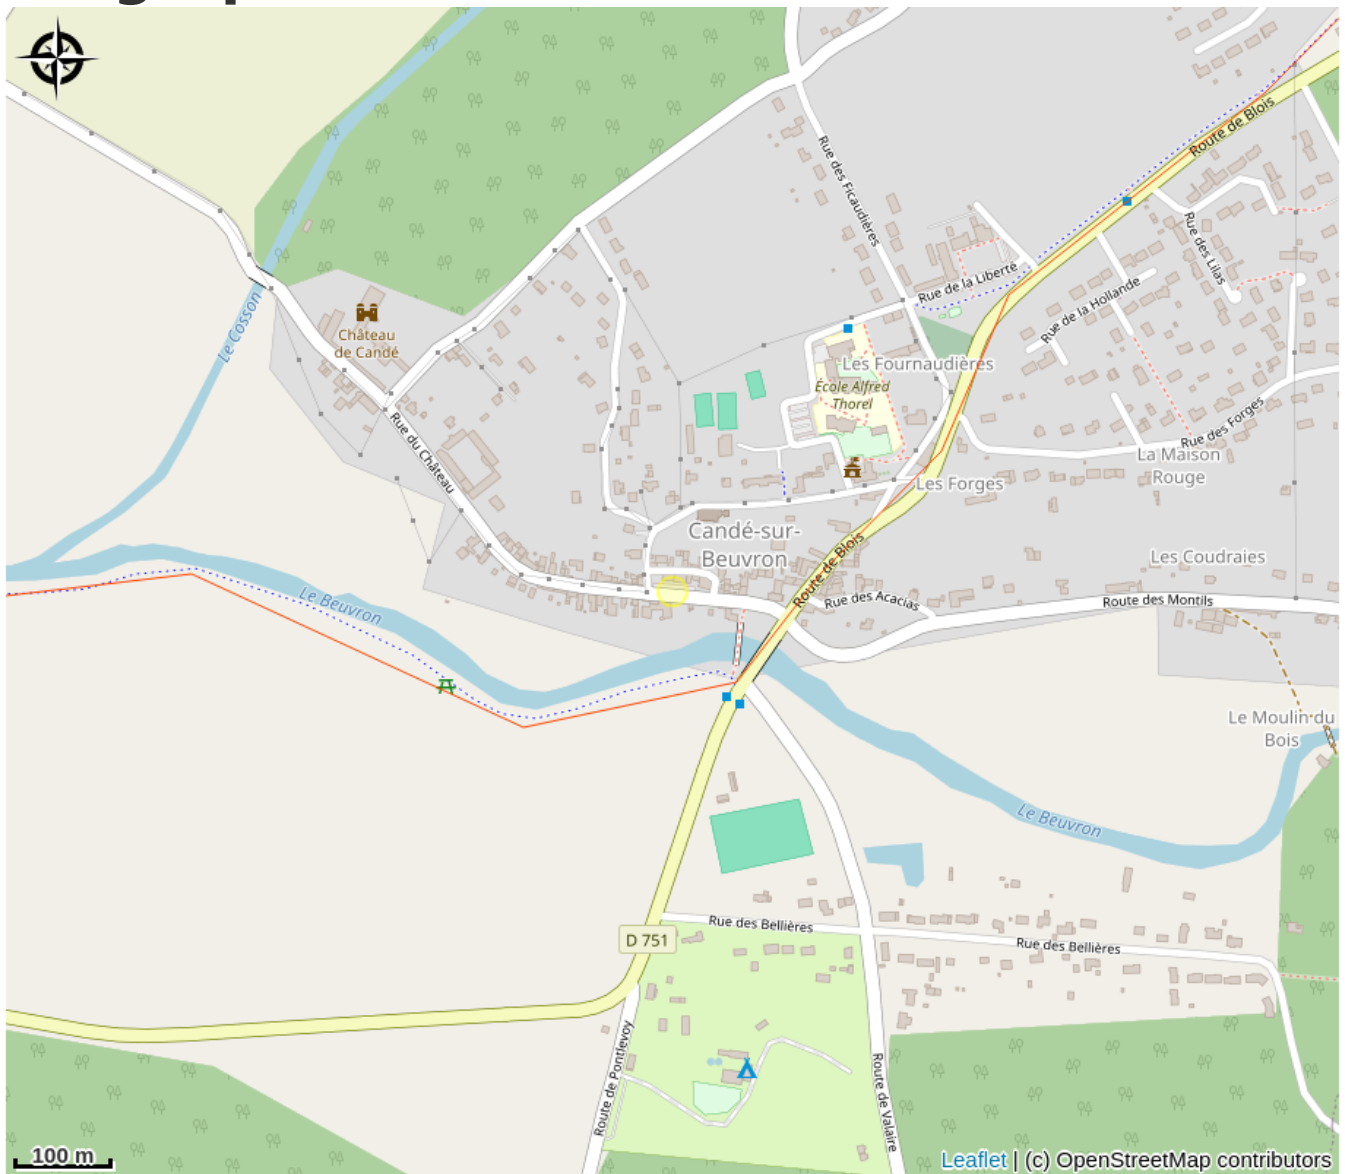 Route de Blois
Rue des Ficaudières
Rue des Lilas
Rue de la Liberté
Rue de la Hollande
Le Cosson
Château
de Candé
Les Fournaudières
École Alfred
Thorel
Rue du Château
Rue des Forges
La Maison
Rouge
Les Forges
Candé-sur-
Beuvron
Route de Blois
Les Coudraies
Le Beuvron
Rue des Acacias
Route des Montils
Le Moulin du
Bois
Le Beuvron
Rue des Bellières
D 751
Rue des Bellières
Route de Pontlevoy
Route de Valaire
100 m
Leaflet | (c) OpenStreetMap contributors